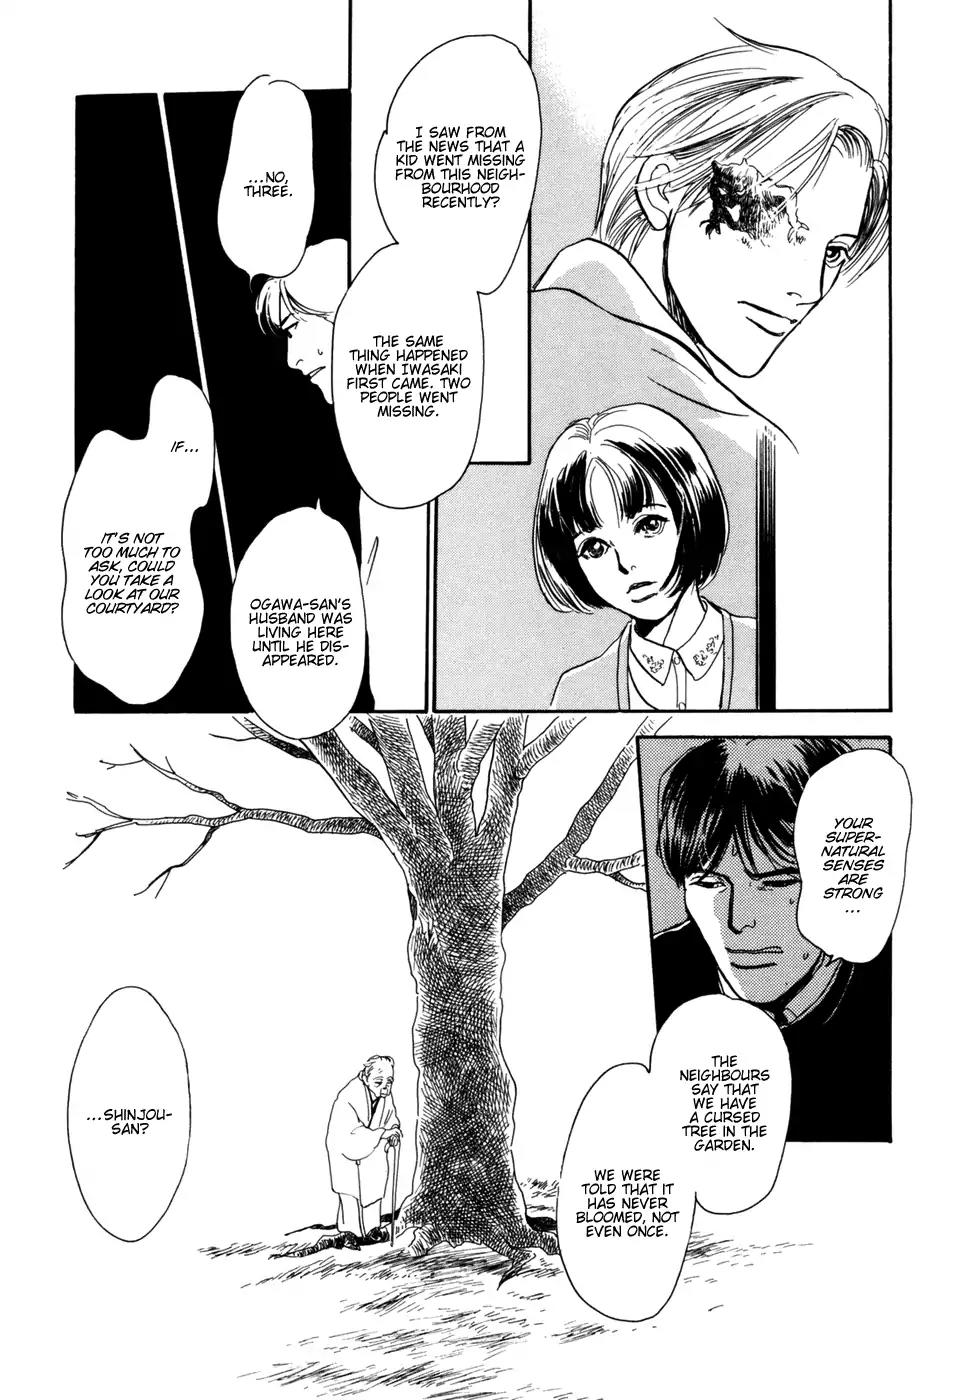 I SAW FROM
THE NEWS THAT A
KID WENT MISSING
FROM THIS NEIGH-
BOURHOOD
RECENTLY?
THE SAME
THING HAPPENED
WHEN IWASAKI
FIRST CAME. TWO
PEOPLE WENT
MISSING.
...NO,
THREE.
OGAWA-SAN'S
HUSBAND WAS
LIVING HERE
UNTIL HE DIS-
APPEARED.
IF...
IT'S NOT
TOO MUCH TO
ASK, COULD
YOU TAKE A
LOOK AT OUR
COURTYARD?
YOUR
SUPER-
NATURAL
SENSES
ARE
STRONG
...
THE
NEIGHBOURS
SAY THAT
WE HAVE
A CURSED
TREE IN THE
GARDEN.
WE WERE
TOLD THAT IT
HAS NEVER
BLOOMED, NOT
EVEN ONCE.
...SHINJOU-
SAN?